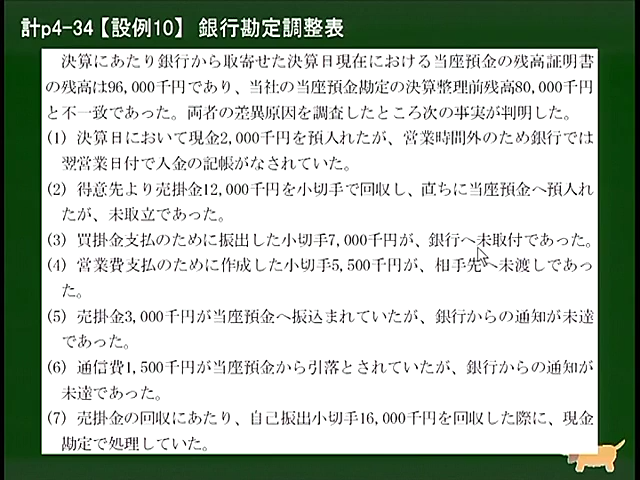 計p4-34【設例10】 銀行勘定調整表
決算にあたり銀行から取寄せた決算日現在における当座預金の残高証明書
の残高は96,000千円であり、当社の当座預金勘定の決算整理前残高80,000千円
と不一致であった。両者の差異原因を調査したところ次の事実が判明した。
(1) 決算日において現金2,000千円を預入れたが、営業時間外のため銀行では
翌営業日付で入金の記帳がなされていた。
(2) 得意先より売掛金12,000千円を小切手で回収し、直ちに当座預金へ預入れ
たが、未取立であった。
(3) 買掛金支払のために振出した小切手7,000千円が、銀行へ未取付であった。
(4) 営業費支払のために作成した小切手5,500千円が、相手先へ未渡しであっ
た。
(5) 売掛金3,000千円が当座預金へ振込まれていたが、銀行からの通知が未達
であった。
(6) 通信費1,500千円が当座預金から引落とされていたが、銀行からの通知が
未達であった。
(7) 売掛金の回収にあたり、自己振出小切手16,000千円を回収した際に、現金
勘定で処理していた。